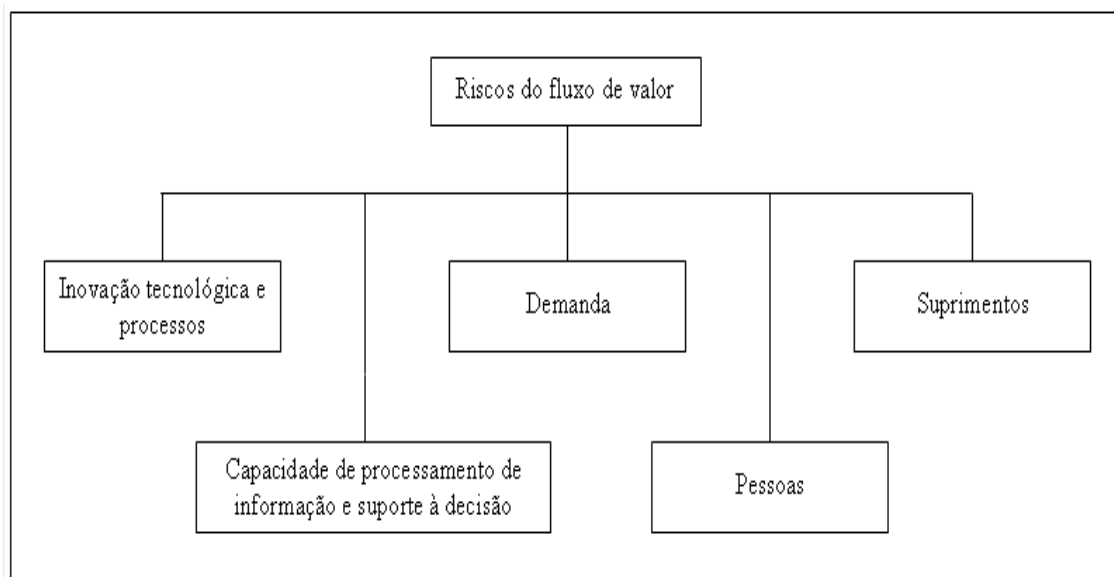 Riscos do fluxo de valor
Inovação tecnológica e
processos
Demanda
Suprimentos
Capacidade de processamento de
informação e suporte à decisão
Pessoas